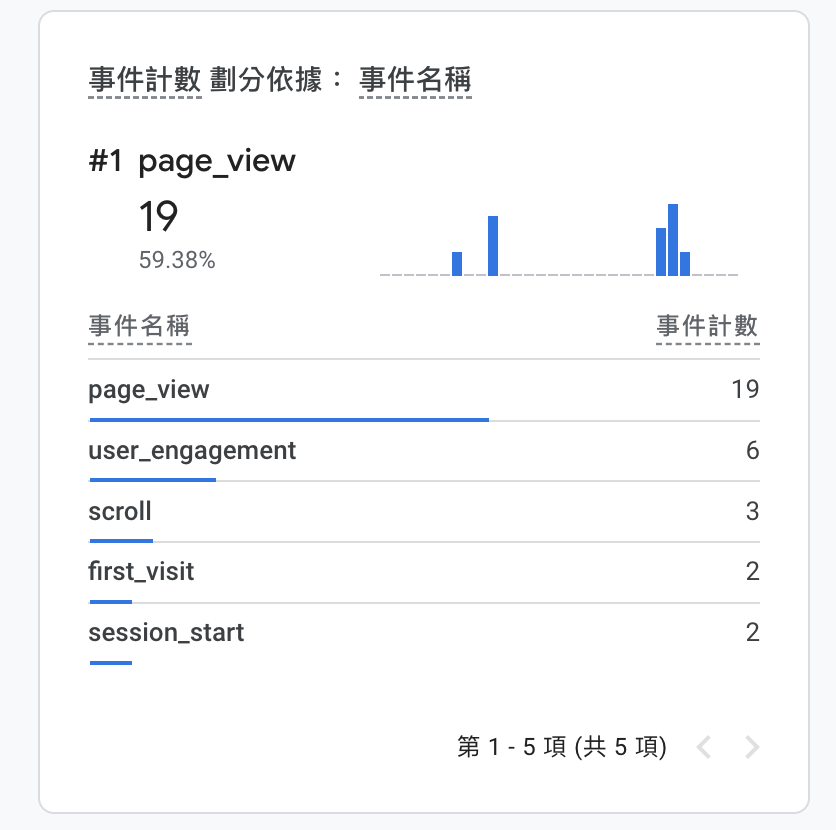 事件計數 劃分依據： 事件名稱
#1 page_view
19
59.38%
事件名稱 事件計數
page_view 19
user_engagement 6
scroll 3
first_visit 2
session_start 2
第 1 - 5 項 (共 5 項)